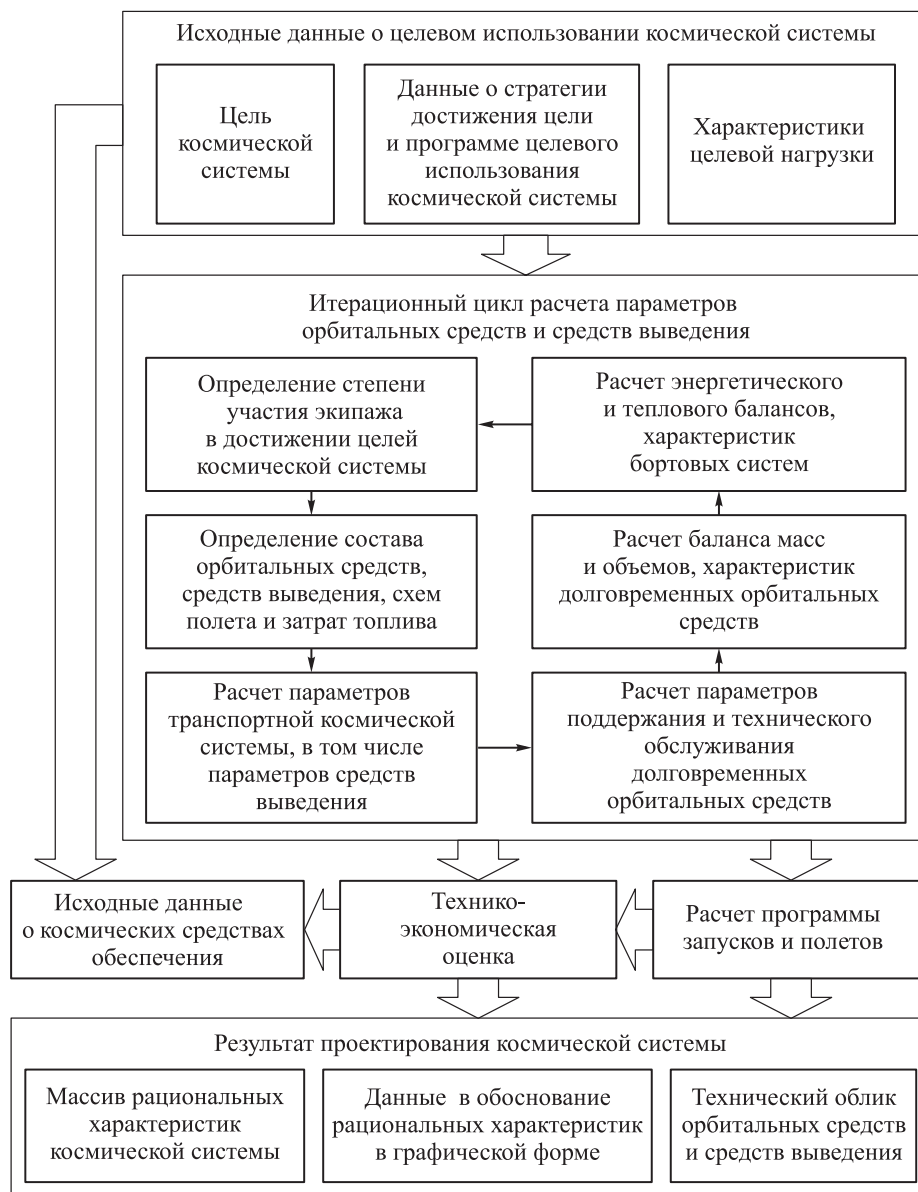 Исходные данные о целевом использовании космической системы
Цель
космической
системы
Данные о стратегии
достижения цели
и программе целевого
использования
космической системы
Характеристики
целевой нагрузки
Итерационный цикл расчета параметров
орбитальных средств и средств выведения
Определение степени
участия экипажа
в достижении целей
космической системы
Расчет энергетического
и теплового балансов,
характеристик
бортовых систем
Определение состава
орбитальных средств,
средств выведения, схем
полета и затрат топлива
Расчет баланса масс
и объемов, характеристик
долговременных орбитальных
средств
Расчет параметров
транспортной космической
системы, в том числе
параметров средств
выведения
Расчет параметров
поддержания и технического
обслуживания
долговременных
орбитальных средств
Исходные данные
о космических средствах
обеспечения
Технико-
экономическая
оценка
Расчет программы
запусков и полетов
Результат проектирования космической системы
Массив рациональных
характеристик
космической системы
Данные в обоснование
рациональных характеристик
в графической форме
Технический облик
орбитальных средств
и средств выведения